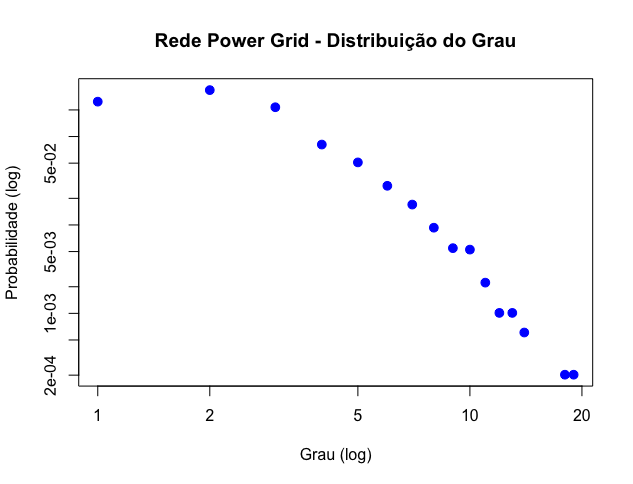 Rede Power Grid - Distribuição do Grau
Probabilidade (log)
5e-02
5e-03
1e-03
2e-04
1 2 5 10 20
Grau (log)